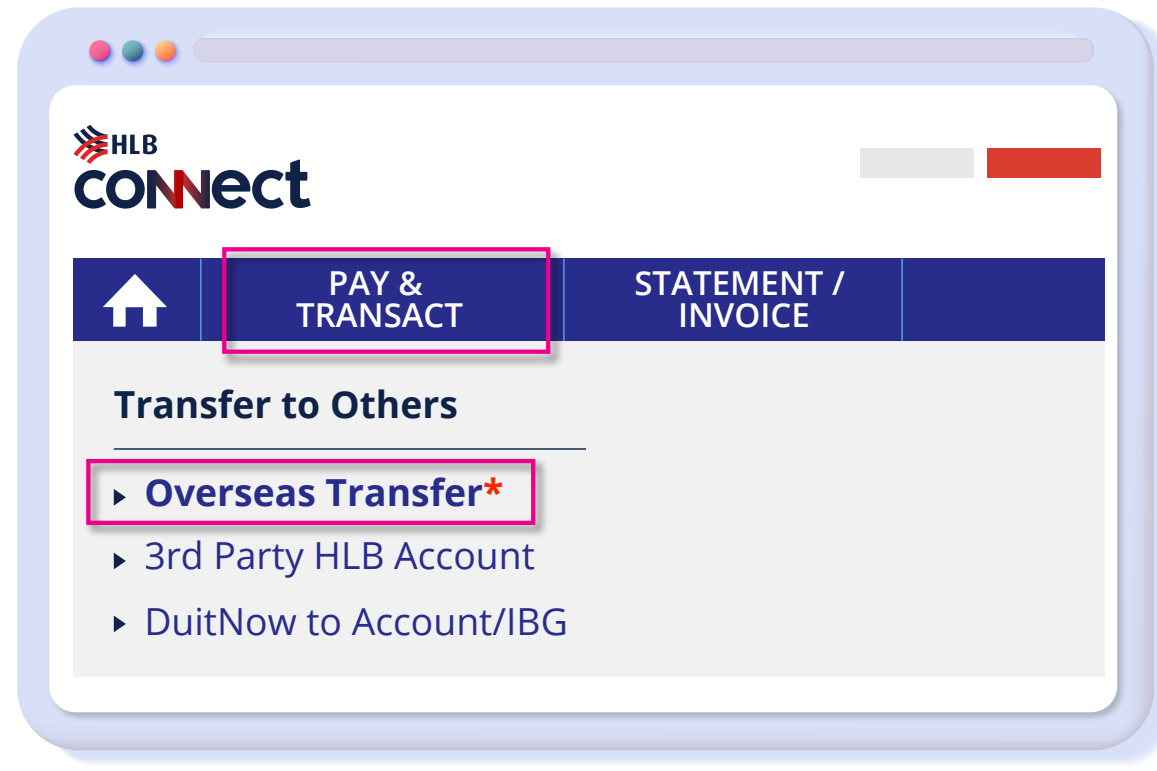 HLB
CONNECT
PAY &
TRANSACT
STATEMENT /
INVOICE
Transfer to Others
Overseas Transfer*
3rd Party HLB Account
DuitNow to Account/IBG